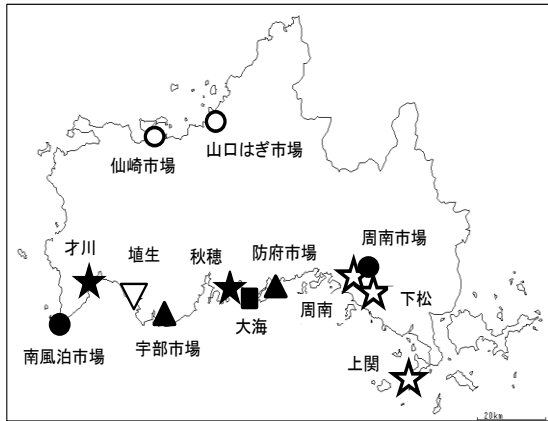 山口はぎ市場
仙崎市場
才川
埴生
秋穂
防府市場
周南市場
周南
下松
大海
宇部市場
南風泊市場
上関
20km